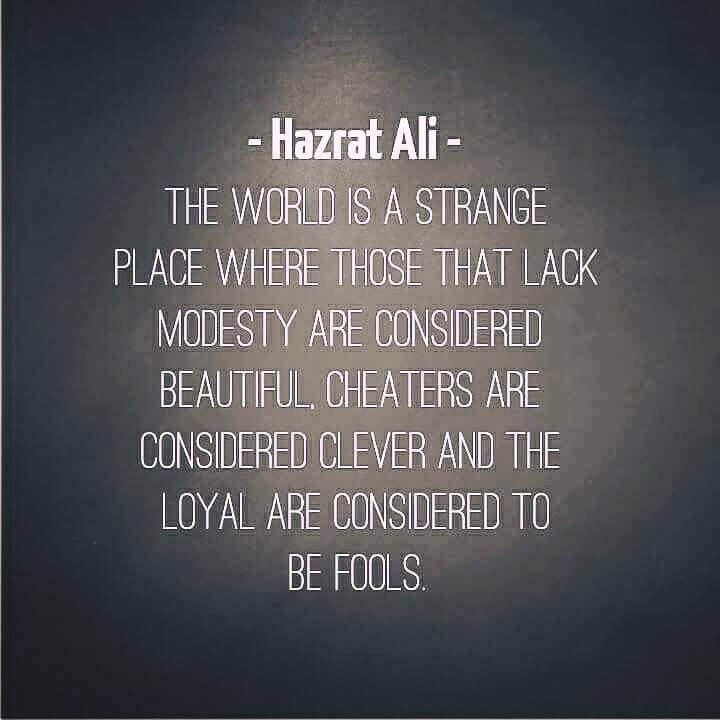 - Hazrat Ali -
THE WORLD IS A STRANGE
PLACE WHERE THOSE THAT LACK
MODESTY ARE CONSIDERED
BEAUTIFUL, CHEATERS ARE
CONSIDERED CLEVER AND THE
LOYAL ARE CONSIDERED TO
BE FOOLS.